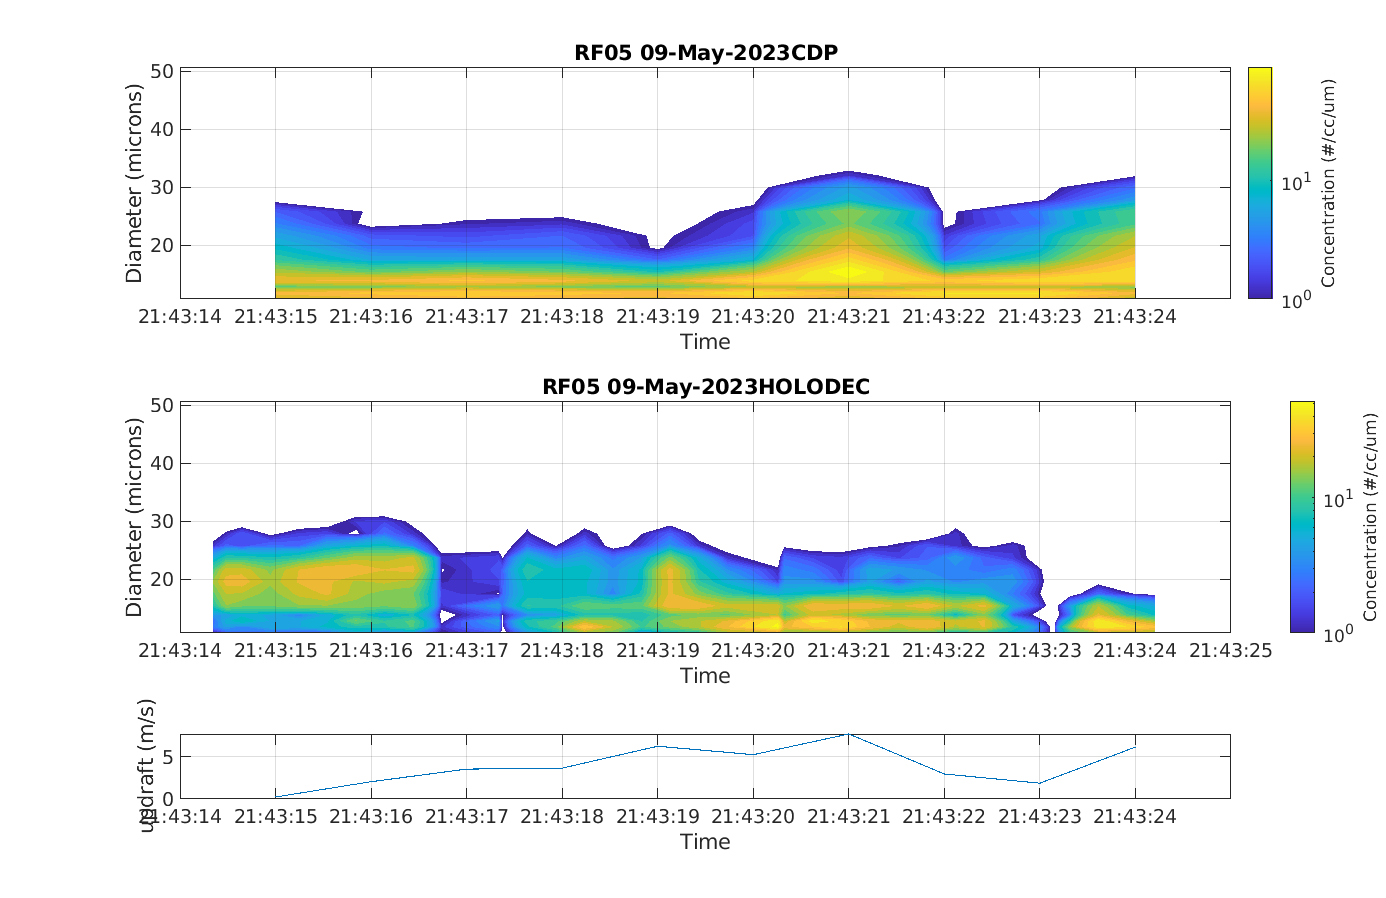 RF05 09-May-2023CDP
50
40
30
20
Diameter (microns)
21:43:14 21:43:15 21:43:16 21:43:17 21:43:18 21:43:19 21:43:20 21:43:21 21:43:22 21:43:23 21:43:24
Time
10^1
10^0
Concentration (#/cc/um)
RF05 09-May-2023HOLODEC
50
40
30
20
Diameter (microns)
21:43:14 21:43:15 21:43:16 21:43:17 21:43:18 21:43:19 21:43:20 21:43:21 21:43:22 21:43:23 21:43:24 21:43:25
Time
10^1
10^0
Concentration (#/cc/um)
5
0
updraft (m/s)
21:43:14 21:43:15 21:43:16 21:43:17 21:43:18 21:43:19 21:43:20 21:43:21 21:43:22 21:43:23 21:43:24
Time